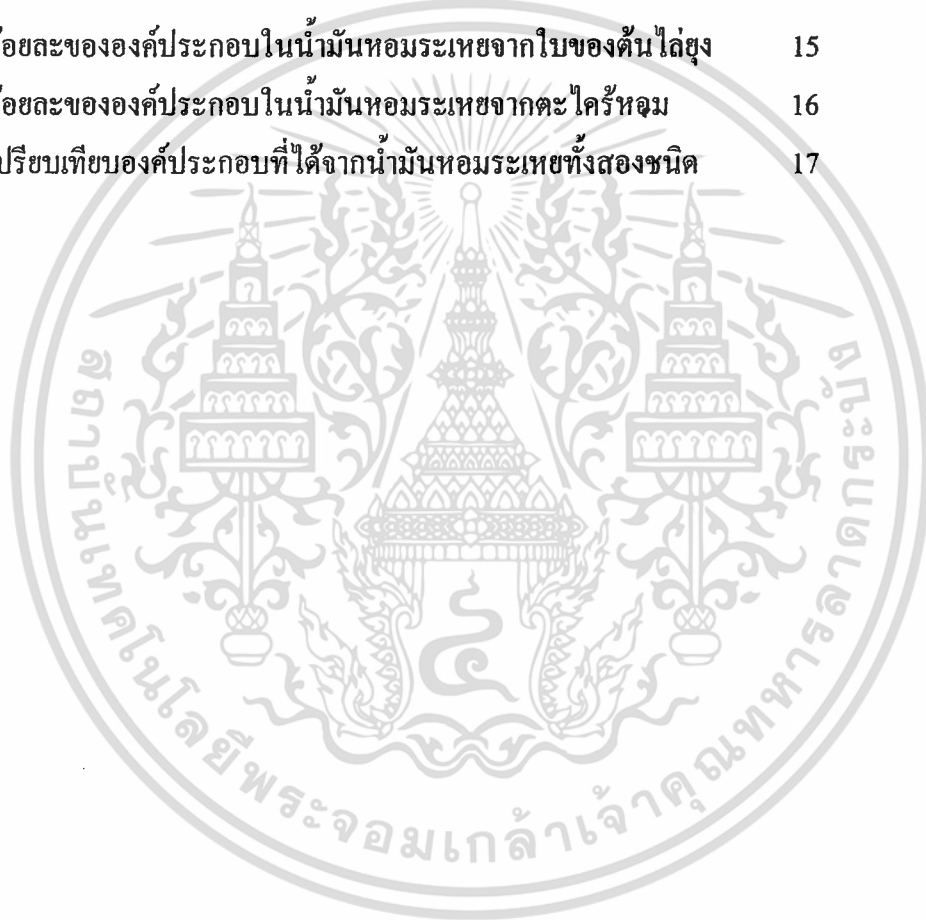 ้อยละขององค์ประกอบในน้ำมันหอมระเหยจากใบของต้นไล่ยุง 15
้อยละขององค์ประกอบในน้ำมันหอมระเหยจากตะไคร้หอม 16
เปรียบเทียบองค์ประกอบที่ได้จากน้ำมันหอมระเหยทั้งสองชนิด 17
สถาบันเทคโนโลยีพระจอมเกล้าเจ้าคุณทหารลาดกระบัง